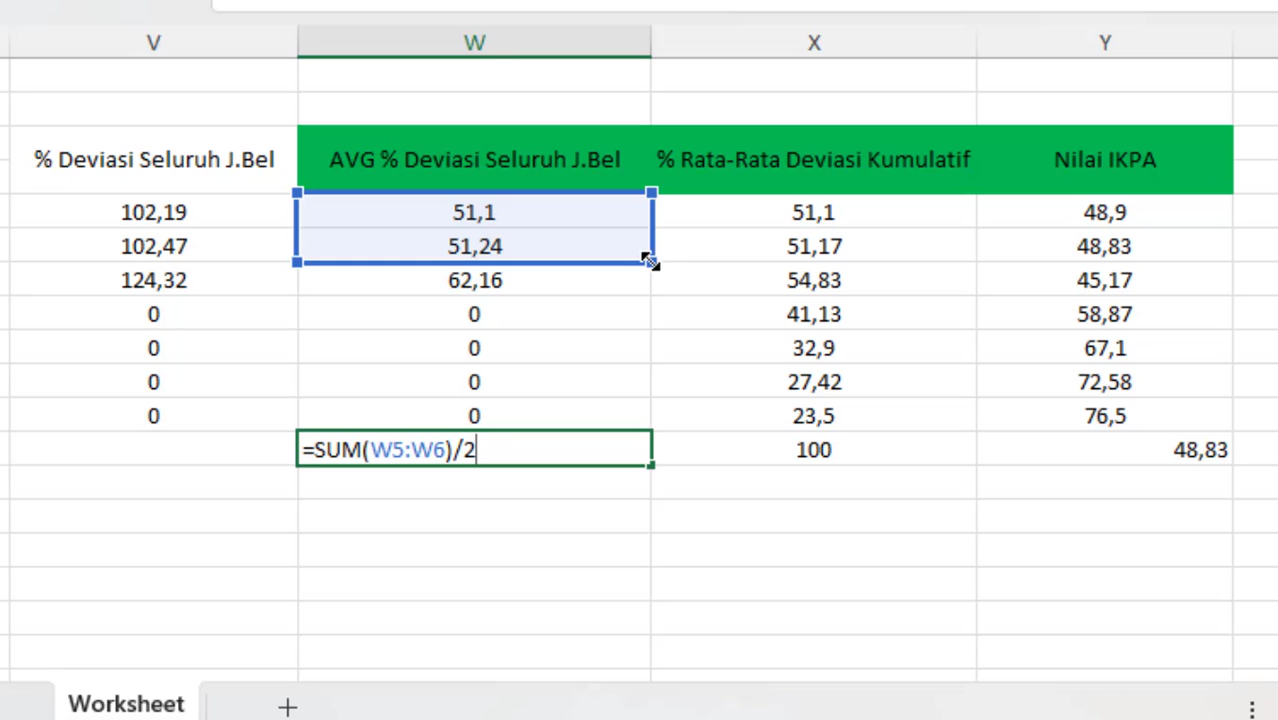 V W X Y
% Deviasi Seluruh J.Bel AVG % Deviasi Seluruh J.Bel % Rata-Rata Deviasi Kumulatif Nilai IKPA
102,19 51,1 51,1 48,9
102,47 51,24 51,17 48,83
124,32 62,16 54,83 45,17
0 0 41,13 58,87
0 0 32,9 67,1
0 0 27,42 72,58
0 0 23,5 76,5
=SUM(W5:W6)/2 100 48,83
Worksheet +